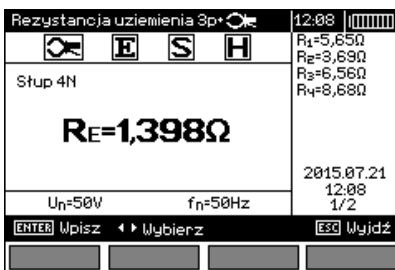 Rezystancja uziemienia 3p+
12:08
E S H
Słup 4N
RE=1,398Ω
Un=50V fn=50Hz
R1=5,65Ω
R2=3,69Ω
R3=6,56Ω
R4=8,68Ω
2015.07.21
12:08
1/2
ENTER Wpisz Wybierz ESC Wyjdź